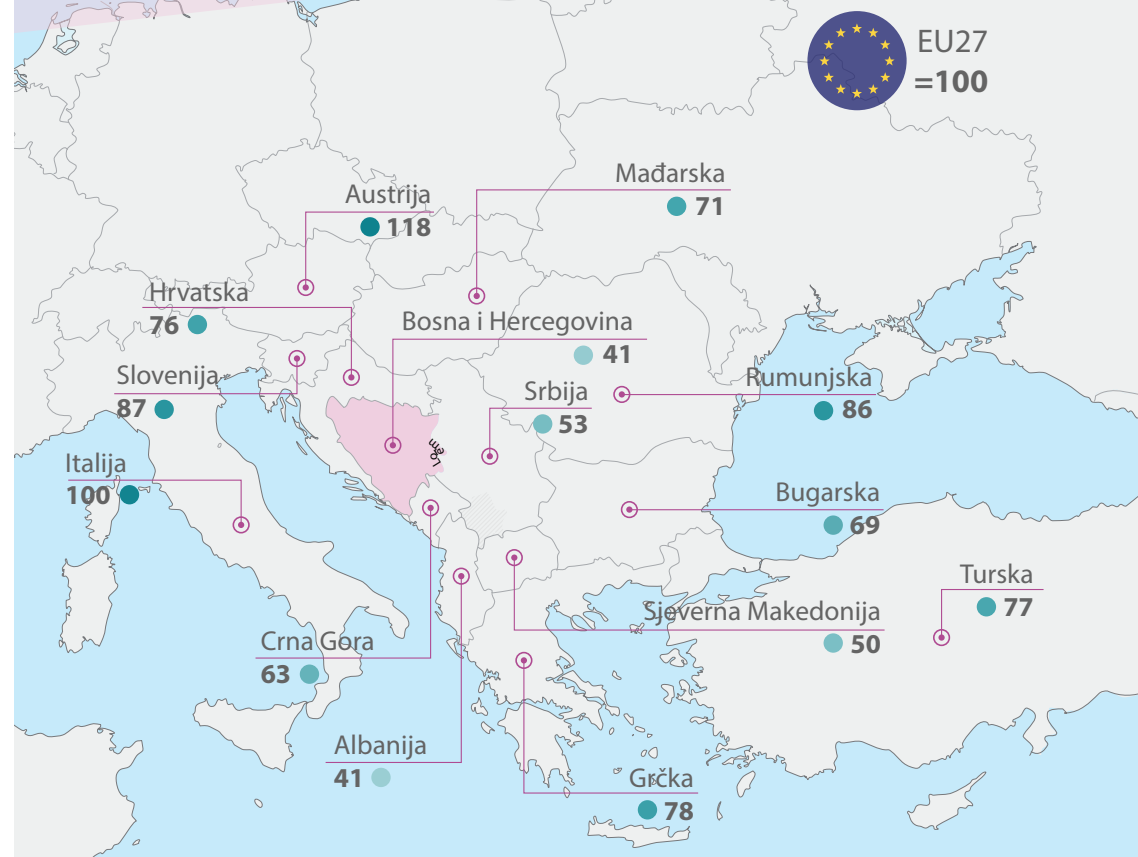 EU27
=100
Mađarska
71
Austrija
118
Hrvatska
76
Bosna i Hercegovina
41
Slovenija
87
Srbija
53
Rumunjska
86
Italija
100
Bugarska
69
Turska
77
Sjeverna Makedonija
50
Crna Gora
63
Albanija
41
Grčka
78